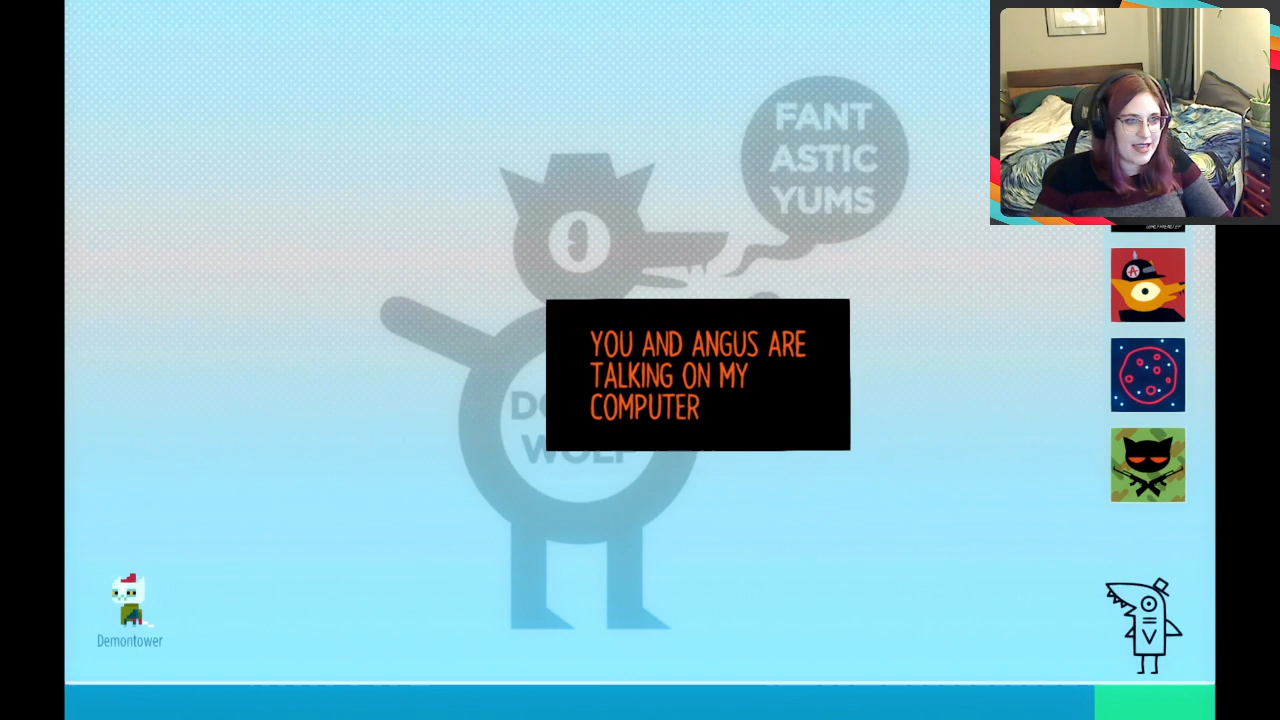 FANT
ASTIC
YUMS
YOU AND ANGUS ARE
TALKING ON MY
COMPUTER
Demontower